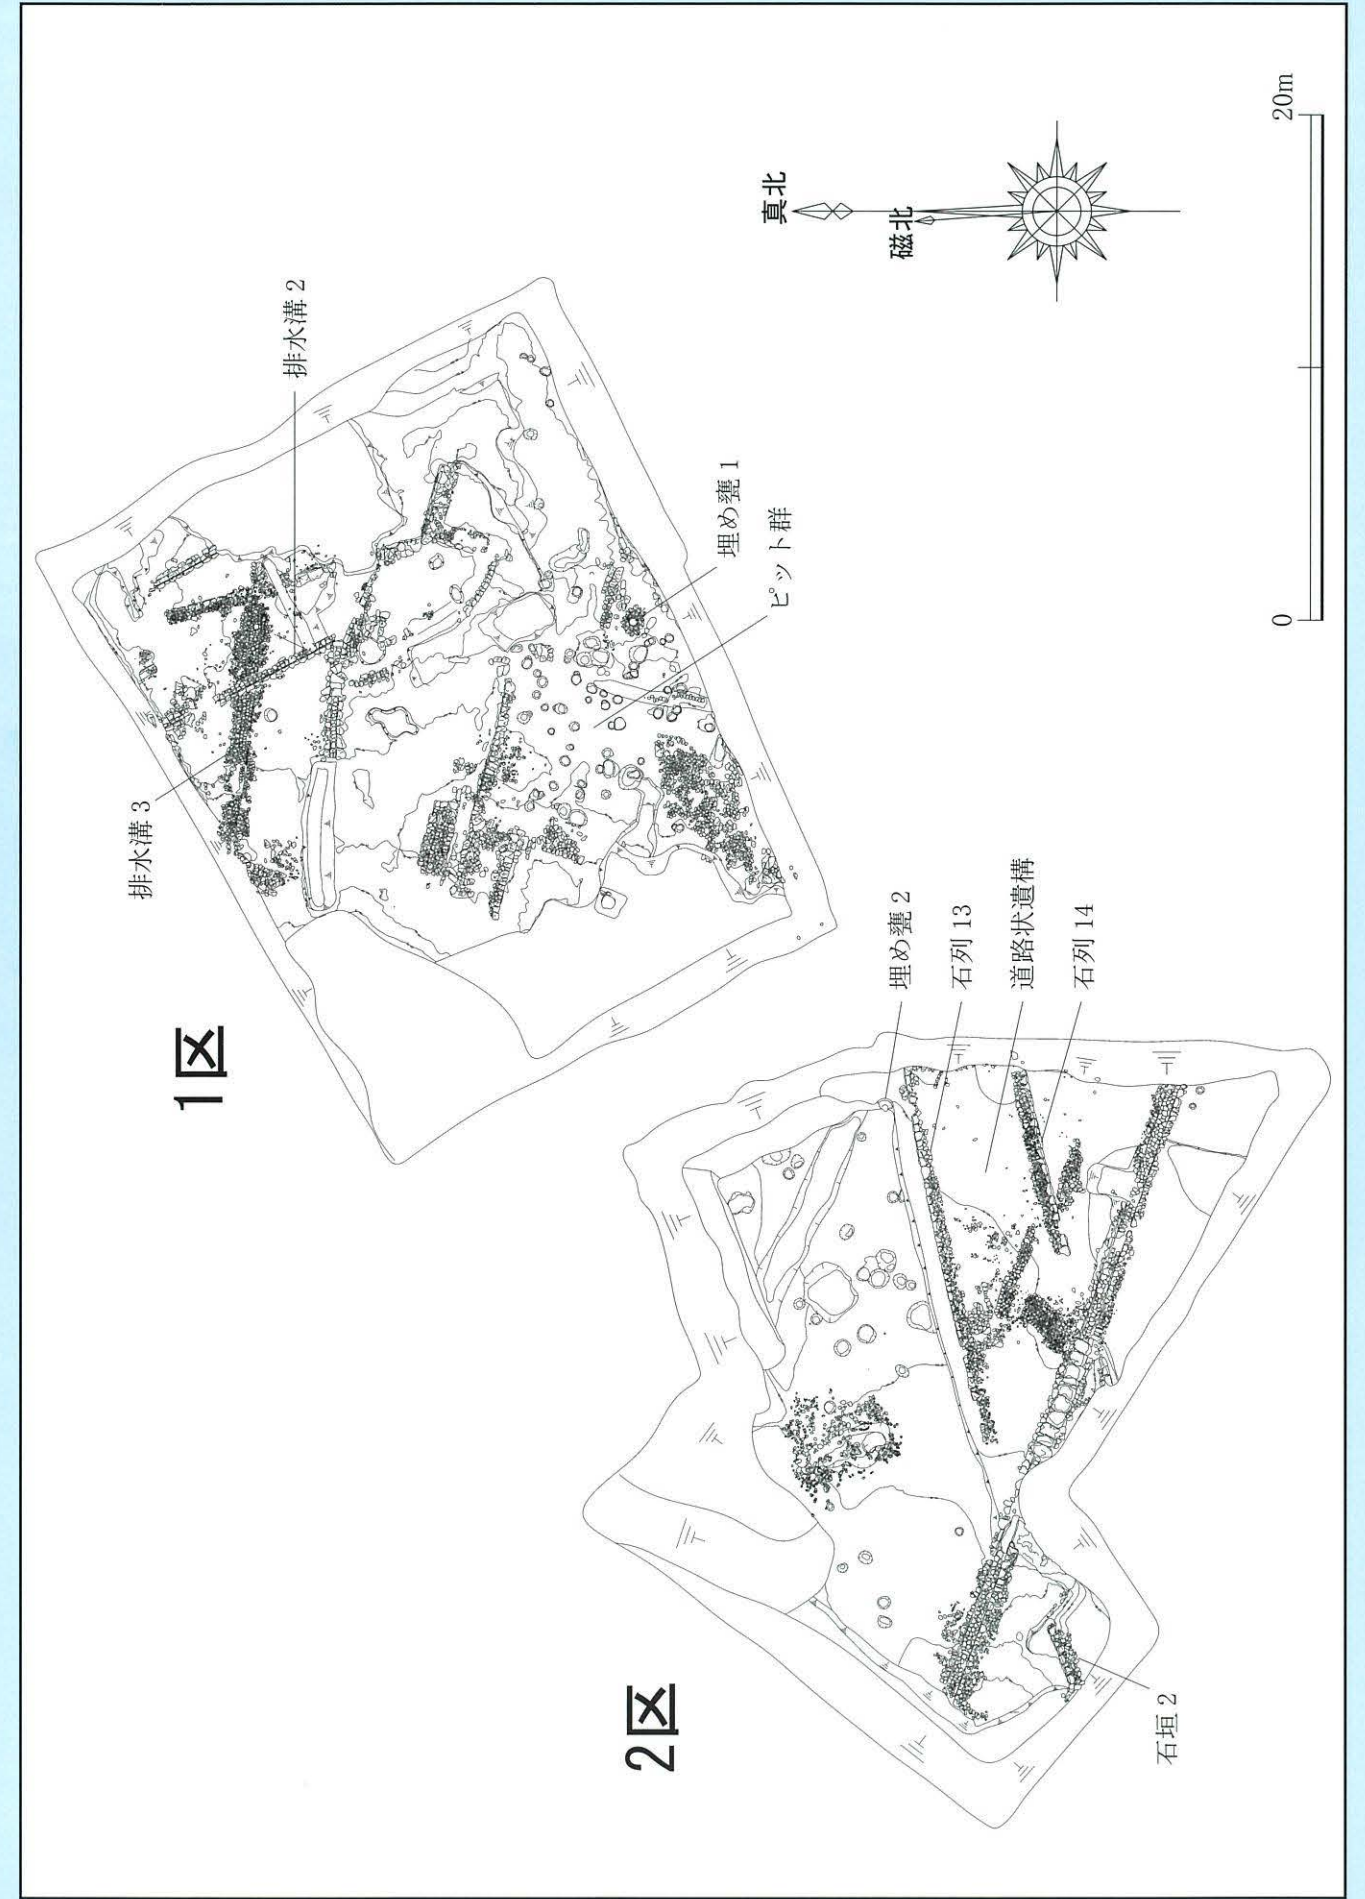 1区
排水溝 3
排水溝 2
埋め甕 1
ピット群
2区
埋め甕 2
石列 13
道路状遺構
石列 14
石垣 2
真北
磁北
0
20m